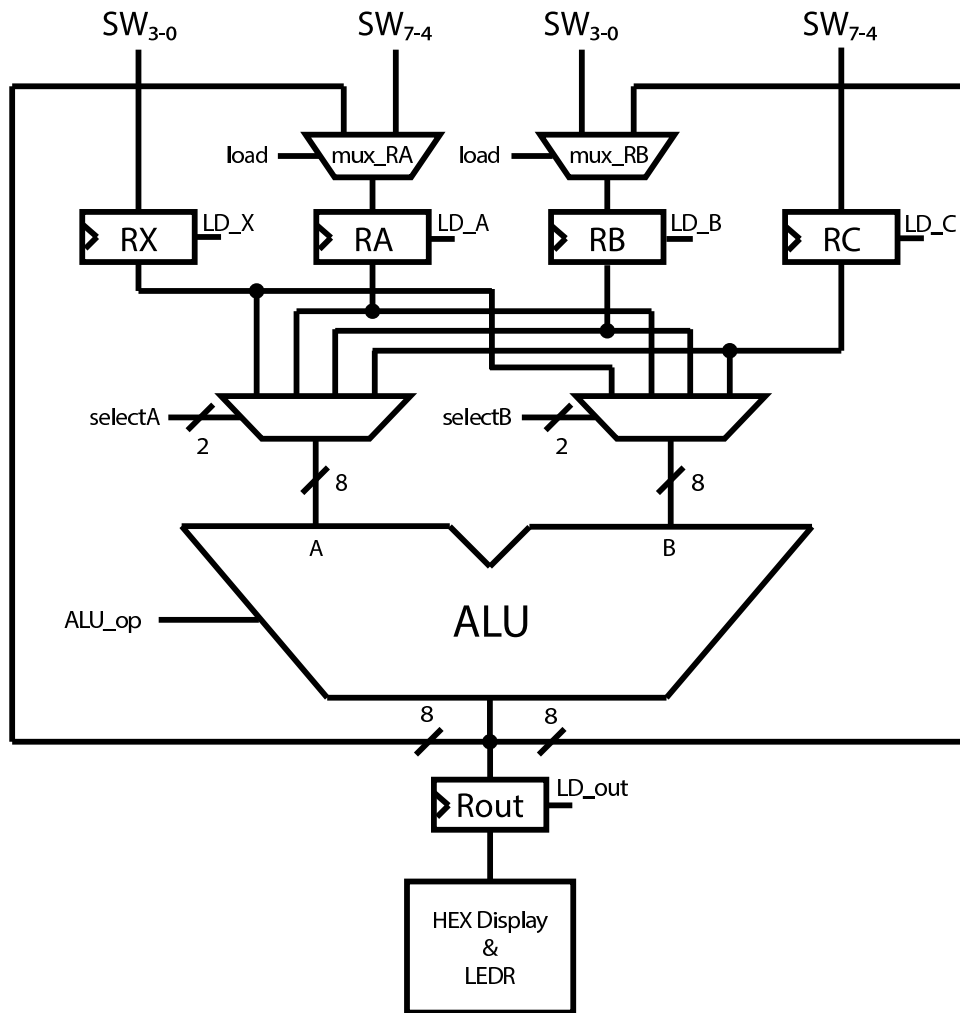 SW3-0 SW7-4 SW3-0 SW7-4
load mux_RA load mux_RB
RX LD_X RA LD_A RB LD_B RC LD_C
selectA 2 selectB 2
8 8
A B
ALU_op ALU
8 8
Rout LD_out
HEX Display
&
LEDR